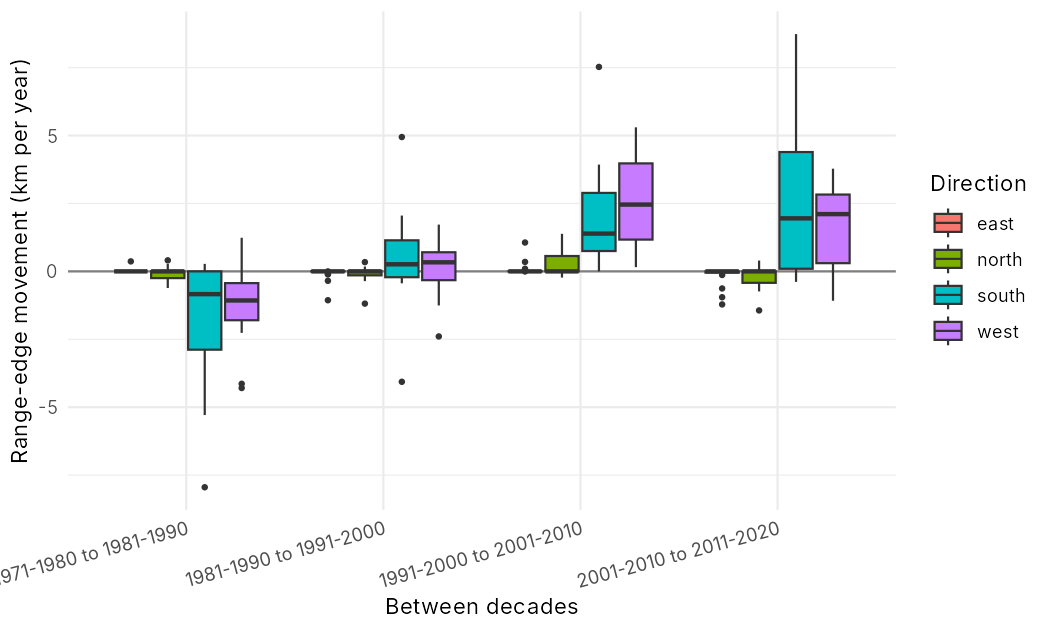 Range-edge movement (km per year)
5
0
-5
971-1980 to 1981-1990
1981-1990 to 1991-2000
1991-2000 to 2001-2010
2001-2010 to 2011-2020
Between decades
Direction
east
north
south
west